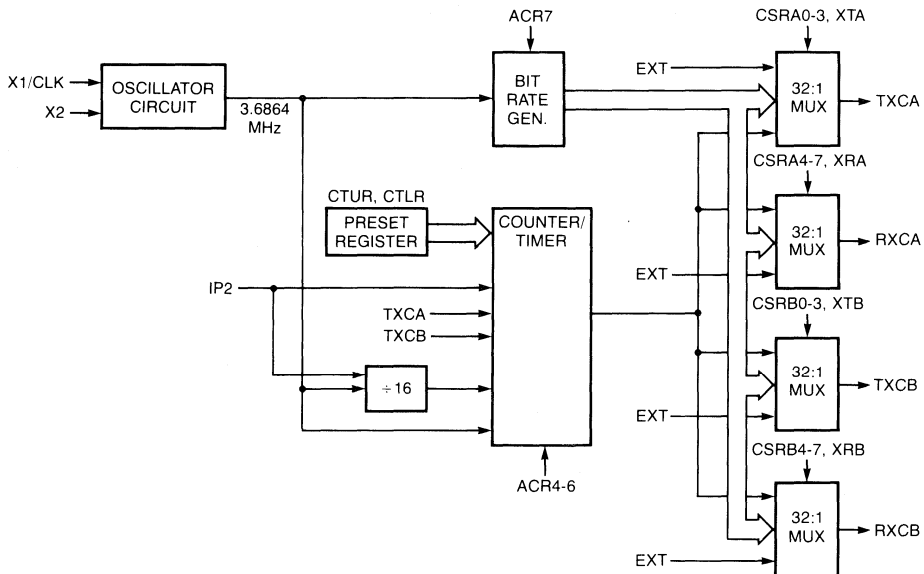 ACR7
CSRA0-3, XTA
X1/CLK
X2
OSCILLATOR
CIRCUIT
3.6864
MHz
BIT
RATE
GEN.
EXT
32:1
MUX
TXCA
CSRA4-7, XRA
CTUR, CTLR
PRESET
REGISTER
COUNTER/
TIMER
32:1
MUX
RXCA
EXT
IP2
TXCA
TXCB
CSRB0-3, XTB
÷16
32:1
MUX
TXCB
EXT
CSRB4-7, XRB
ACR4-6
32:1
MUX
RXCB
EXT